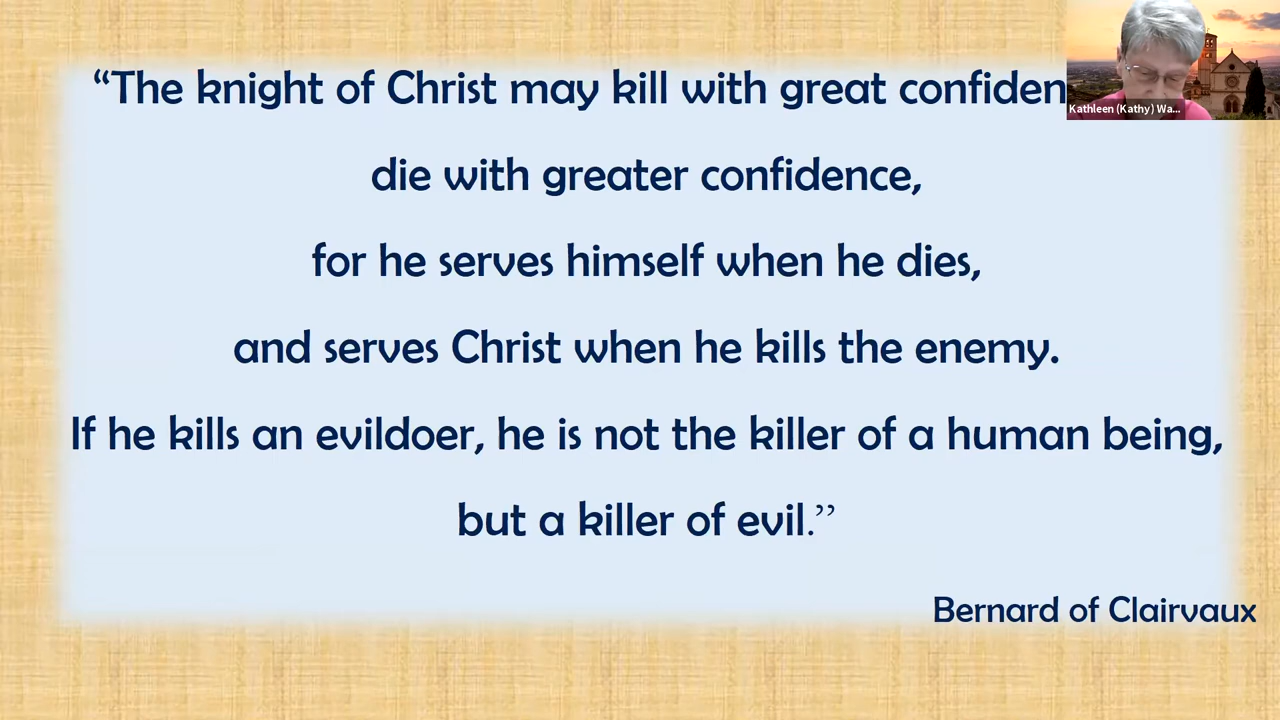 “The knight of Christ may kill with great confiden
die with greater confidence,
for he serves himself when he dies,
and serves Christ when he kills the enemy.
If he kills an evildoer, he is not the killer of a human being,
but a killer of evil.”
Bernard of Clairvaux
Kathleen (Kathy) Wa...